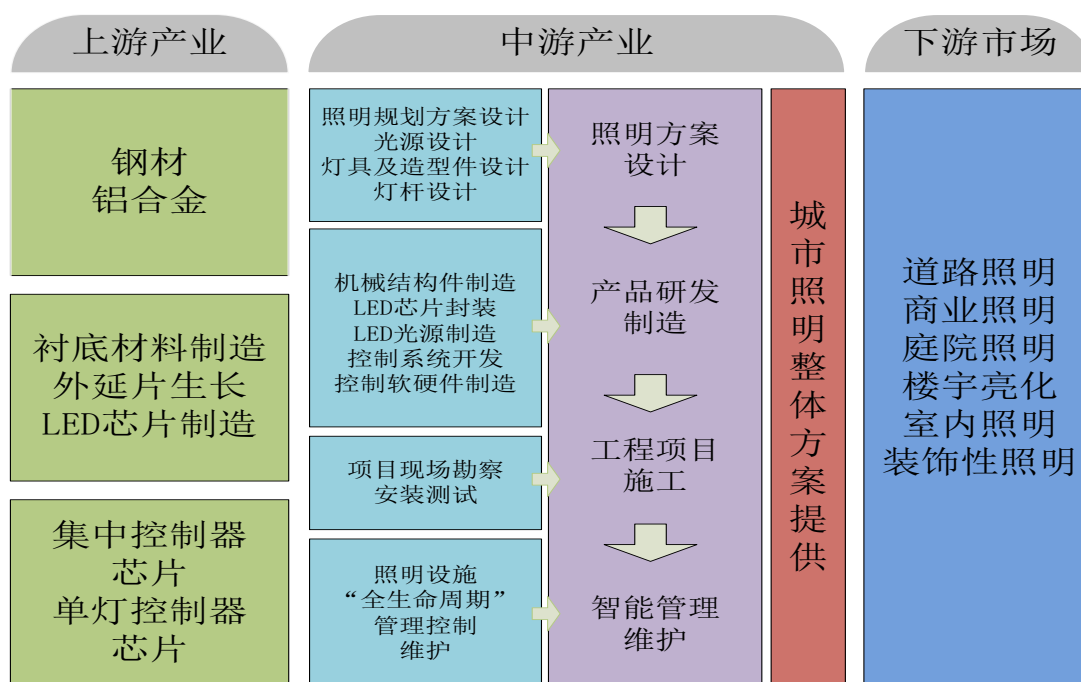 上游产业
中游产业
下游市场
钢材
铝合金
衬底材料制造
外延片生长
LED芯片制造
集中控制器
芯片
单灯控制器
芯片
照明规划方案设计
光源设计
灯具及造型件设计
灯杆设计
机械结构件制造
LED芯片封装
LED光源制造
控制系统开发
控制软硬件制造
项目现场勘察
安装测试
照明设施
“全生命周期”
管理控制
维护
照明方案
设计
产品研发
制造
工程项目
施工
智能管理
维护
城市照明整体方案提供
道路照明
商业照明
庭院照明
楼宇亮化
室内照明
装饰性照明